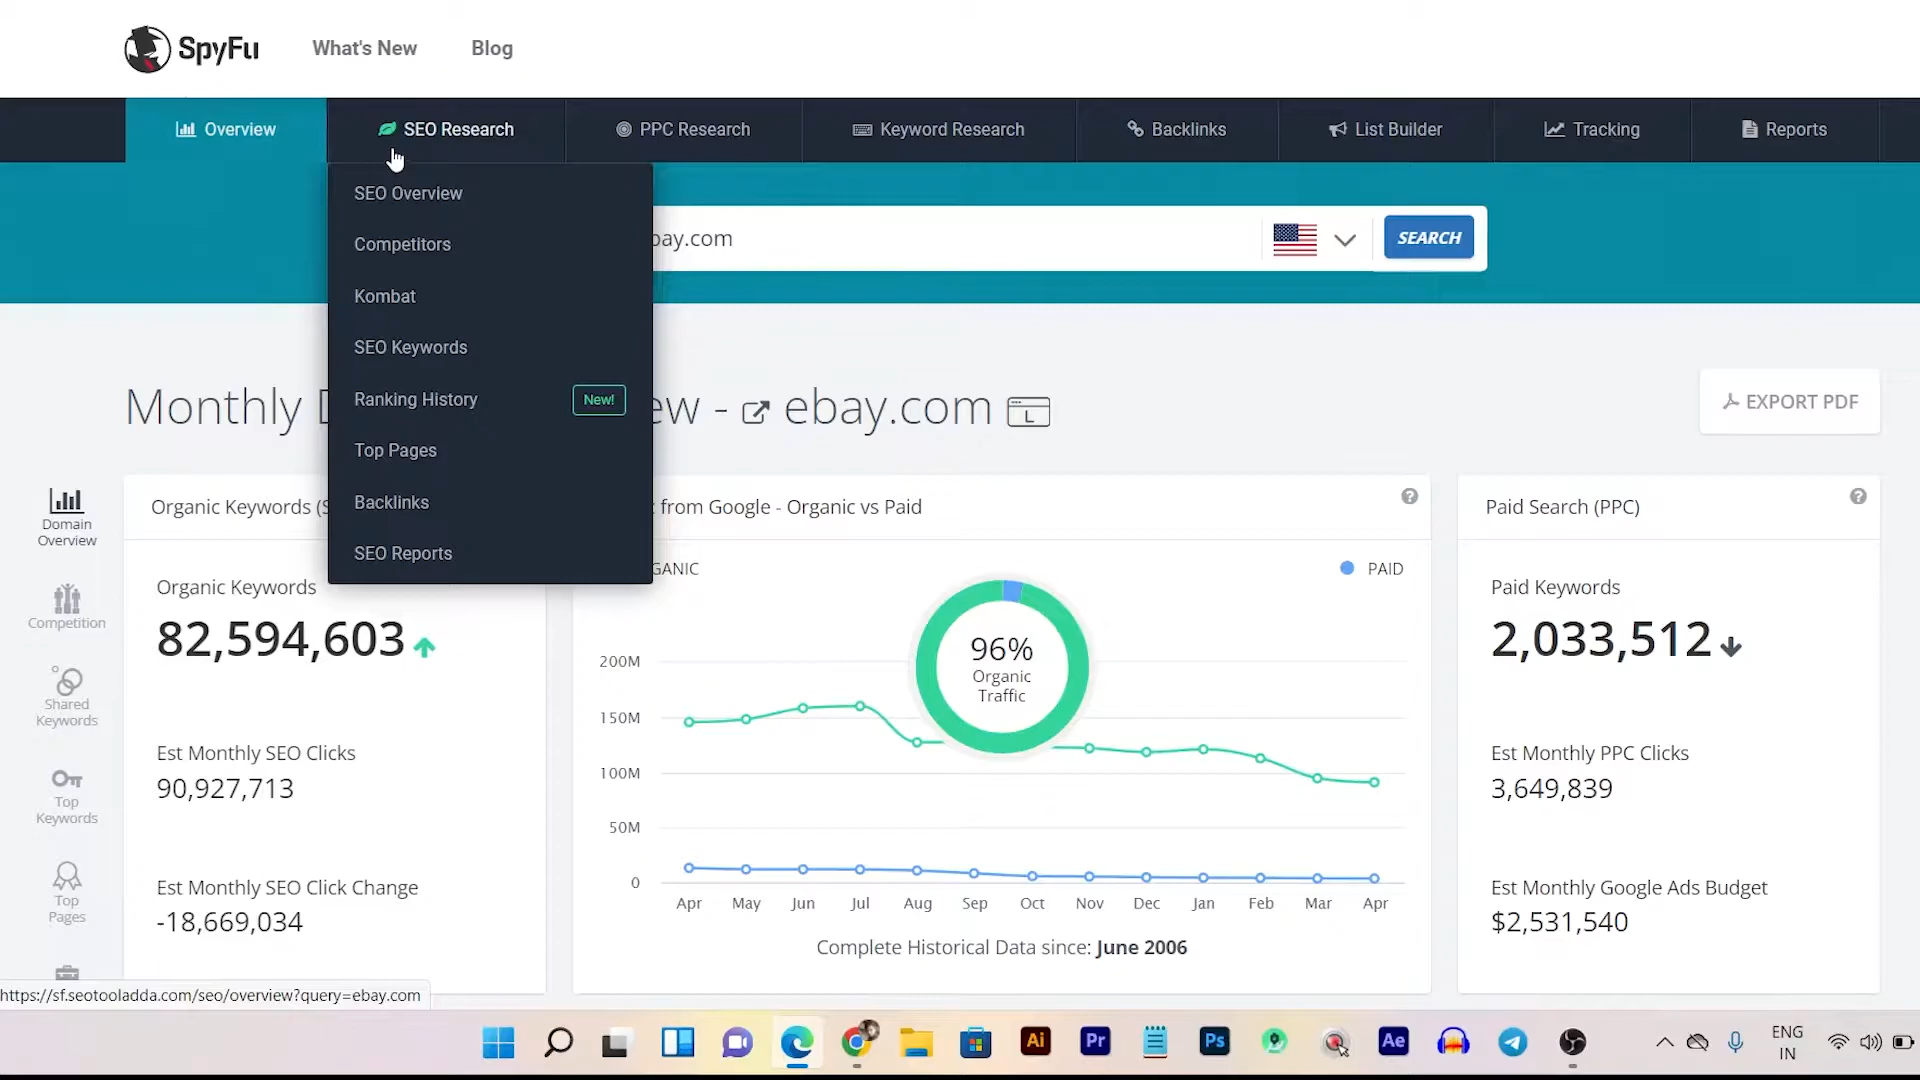 SpyFu
What's New
Blog
Overview
SEO Research
PPC Research
Keyword Research
Backlinks
List Builder
Tracking
Reports
SEO Overview
Competitors
Kombat
SEO Keywords
Ranking History
New!
Top Pages
Backlinks
SEO Reports
bay.com
SEARCH
Monthly
ew - ebay.com
EXPORT PDF
Domain
Overview
Competition
Shared
Keywords
Top
Keywords
Top
Pages
Organic Keywords (S
Organic Keywords
82,594,603
Est Monthly SEO Clicks
90,927,713
Est Monthly SEO Click Change
-18,669,034
from Google - Organic vs Paid
?
GANIC
PAID
96%
Organic
Traffic
200M
150M
100M
50M
0
Apr May Jun Jul Aug Sep Oct Nov Dec Jan Feb Mar Apr
Complete Historical Data since: June 2006
Paid Search (PPC)
?
Paid Keywords
2,033,512
Est Monthly PPC Clicks
3,649,839
Est Monthly Google Ads Budget
$2,531,540
https://sf.seotooladda.com/seo/overview?query=ebay.com
Ai
Pr
Ps
Ae
ENG
IN